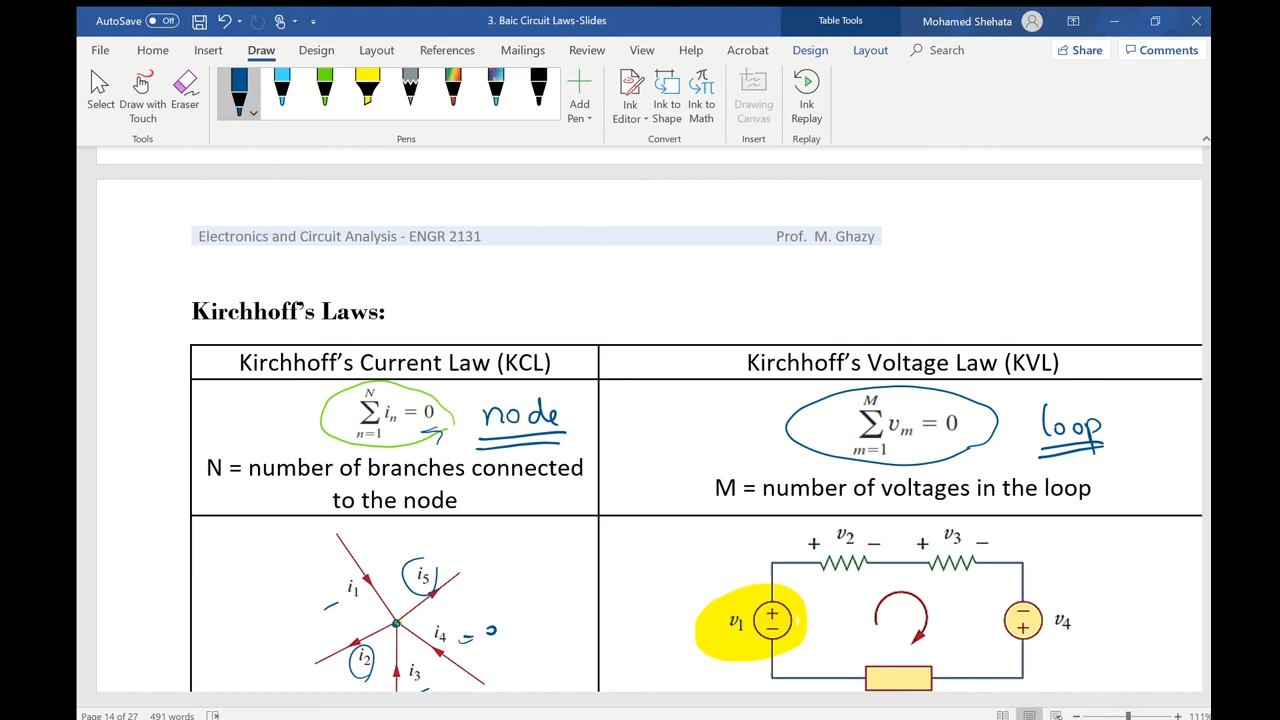 AutoSave Off 3. Baic Circuit Laws-Slides Table Tools Mohamed Shehata
File Home Insert Draw Design Layout References Mailings Review View Help Acrobat Design Layout Search Share Comments
Select Draw with Touch Eraser Add Pen Ink Editor Ink to Shape Ink to Math Drawing Canvas Ink Replay
Tools Pens Convert Insert Replay
Electronics and Circuit Analysis - ENGR 2131 Prof. M. Ghazy
Kirchhoff's Laws:
Kirchhoff's Current Law (KCL) Kirchhoff's Voltage Law (KVL)
N
∑ iₙ = 0 node
n=1
M
∑ vₘ = 0 loop
m=1
N = number of branches connected
to the node
M = number of voltages in the loop
i₁ i₅
i₄
i₂ i₃
+ v₂ − + v₃ −
v₁ + − − + v₄
Page 14 of 27 491 words 111%